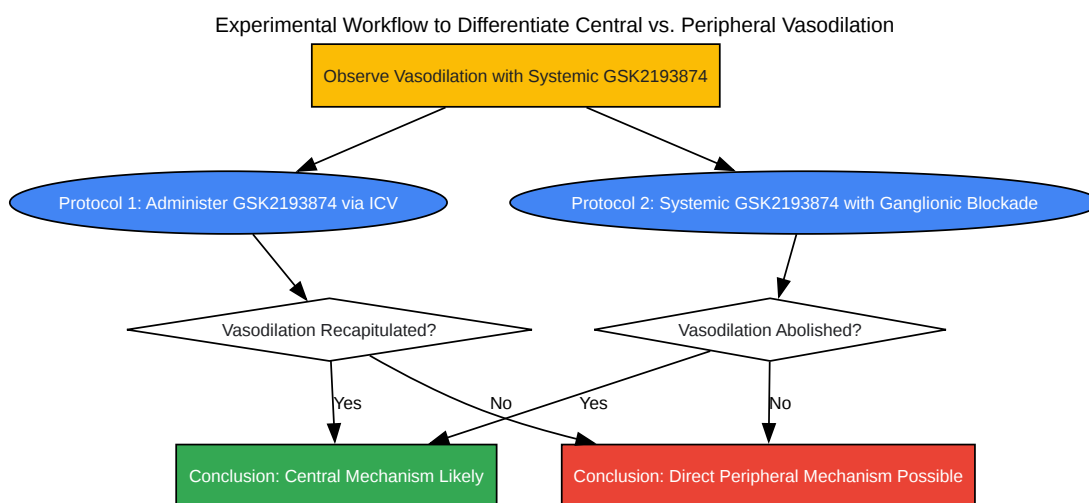 Experimental Workflow to Differentiate Central vs. Peripheral Vasodilation
Observe Vasodilation with Systemic GSK2193874
Protocol 1: Administer GSK2193874 via ICV
Protocol 2: Systemic GSK2193874 with Ganglionic Blockade
Vasodilation Recapitulated?
Vasodilation Abolished?
Yes
No
Yes
No
Conclusion: Central Mechanism Likely
Conclusion: Direct Peripheral Mechanism Possible